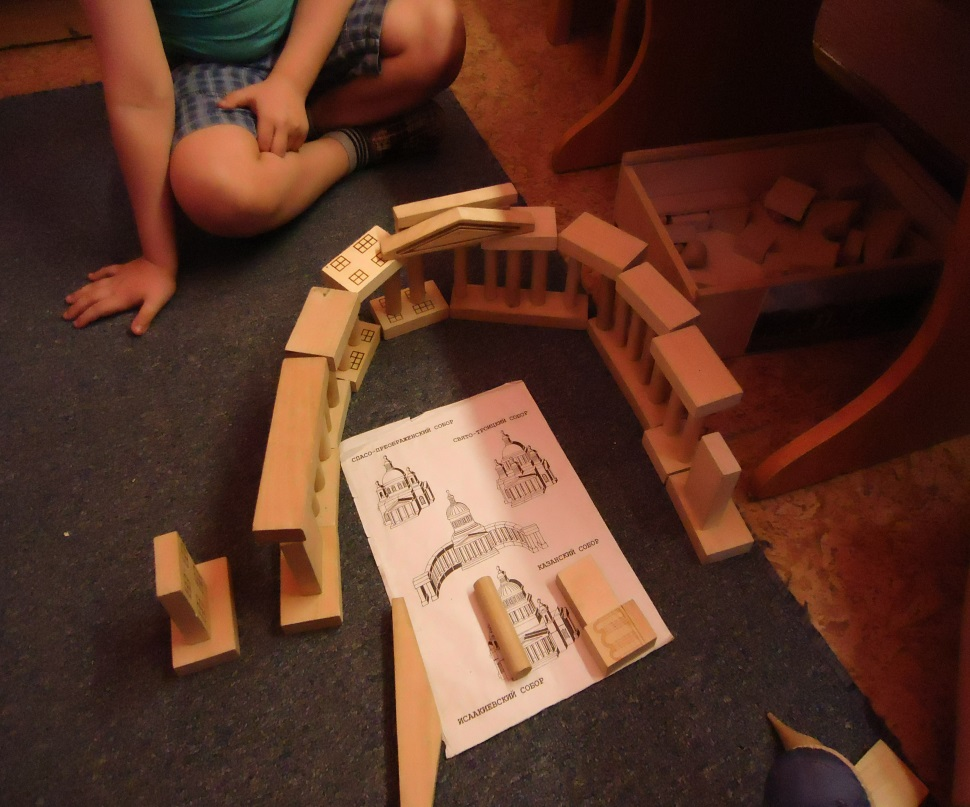 СПАСО-ПРЕОБРАЖЕНСКИЙ СОБОР
СВЯТО-ТРОИЦКИЙ СОБОР
КАЗАНСКИЙ СОБОР
ИСААКИЕВСКИЙ СОБОР